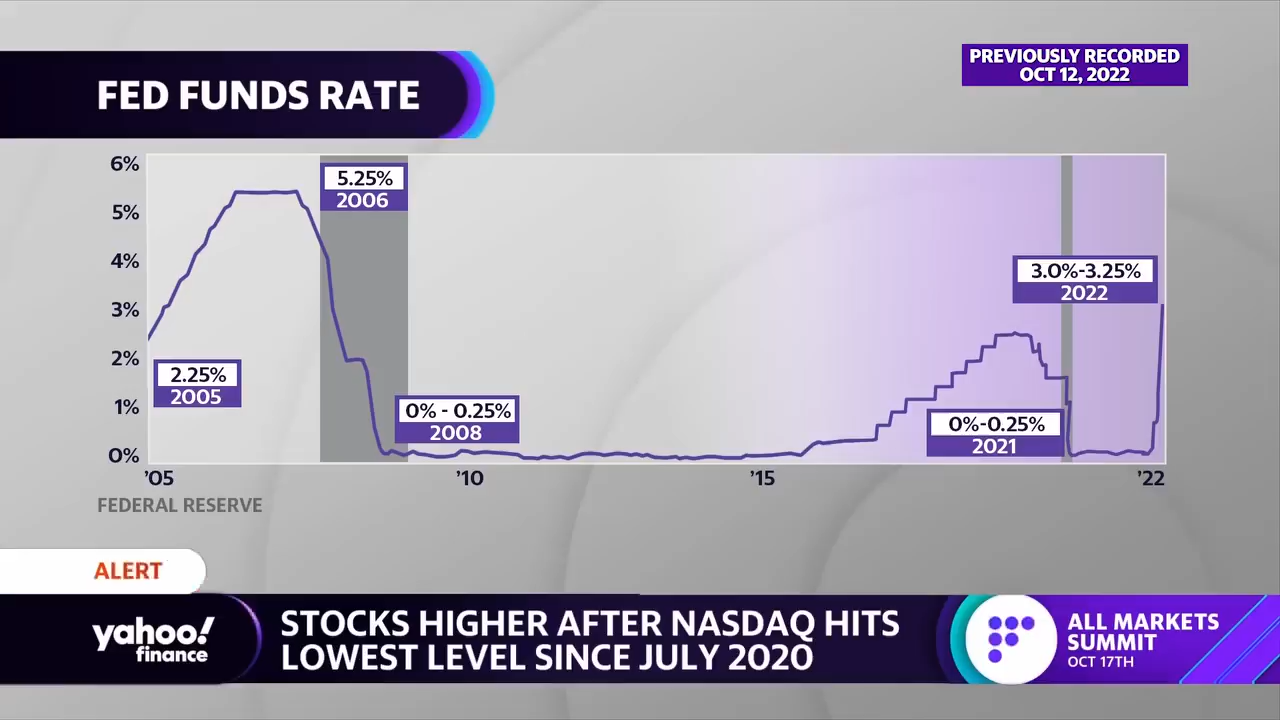 PREVIOUSLY RECORDED
OCT 12, 2022
FED FUNDS RATE
6%
5%
4%
3%
2%
1%
0%
5.25%
2006
3.0%-3.25%
2022
2.25%
2005
0% - 0.25%
2008
0%-0.25%
2021
'05
'10
'15
'22
FEDERAL RESERVE
ALERT
yahoo!
finance
STOCKS HIGHER AFTER NASDAQ HITS
LOWEST LEVEL SINCE JULY 2020
ALL MARKETS
SUMMIT
OCT 17TH